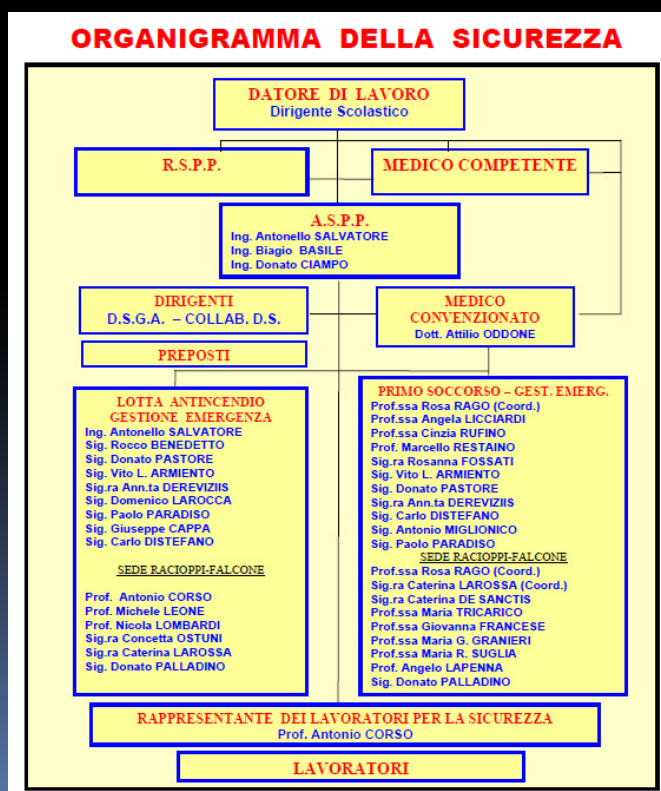 ORGANIGRAMMA DELLA SICUREZZA
DATORE DI LAVORO
Dirigente Scolastico
R.S.P.P.
MEDICO COMPETENTE
A.S.P.P.
Ing. Antonello SALVATORE
Ing. Biagio BASILE
Ing. Donato CIAMPO
DIRIGENTI
D.S.G.A. – COLLAB. D.S.
MEDICO
CONVENZIONATO
Dott. Attilio ODDONE
PREPOSTI
LOTTA ANTINCENDIO
GESTIONE EMERGENZA
Ing. Antonello SALVATORE
Sig. Rocco BENEDETTO
Sig. Donato PASTORE
Sig. Vito L. ARMIENTO
Sig.ra Ann.ta DEREVIZIIS
Sig. Domenico LAROCCA
Sig. Paolo PARADISO
Sig. Giuseppe CAPPA
Sig. Carlo DISTEFANO
SEDE RACIOPPI-FALCONE
Prof. Antonio CORSO
Prof. Michele LEONE
Prof. Nicola LOMBARDI
Sig.ra Concetta OSTUNI
Sig.ra Caterina LAROSSA
Sig. Donato PALLADINO
PRIMO SOCCORSO – GEST. EMERG.
Prof.ssa Rosa RAGO (Coord.)
Prof.ssa Angela LICCIARDI
Prof.ssa Cinzia RUFINO
Prof. Marcello RESTAINO
Sig.ra Rosanna FOSSATI
Sig. Vito L. ARMIENTO
Sig. Donato PASTORE
Sig.ra Ann.ta DEREVIZIIS
Sig. Carlo DISTEFANO
Sig. Antonio MIGLIONICO
Sig. Paolo PARADISO
SEDE RACIOPPI-FALCONE
Prof.ssa Rosa RAGO (Coord.)
Sig.ra Caterina LAROSSA (Coord.)
Sig.ra Caterina DE SANCTIS
Prof.ssa Maria TRICARICO
Prof.ssa Giovanna FRANCESE
Prof.ssa Maria G. GRANIERI
Prof.ssa Maria R. SUGLIA
Prof. Angelo LAPENNA
Sig. Donato PALLADINO
RAPPRESENTANTE DEI LAVORATORI PER LA SICUREZZA
Prof. Antonio CORSO
LAVORATORI